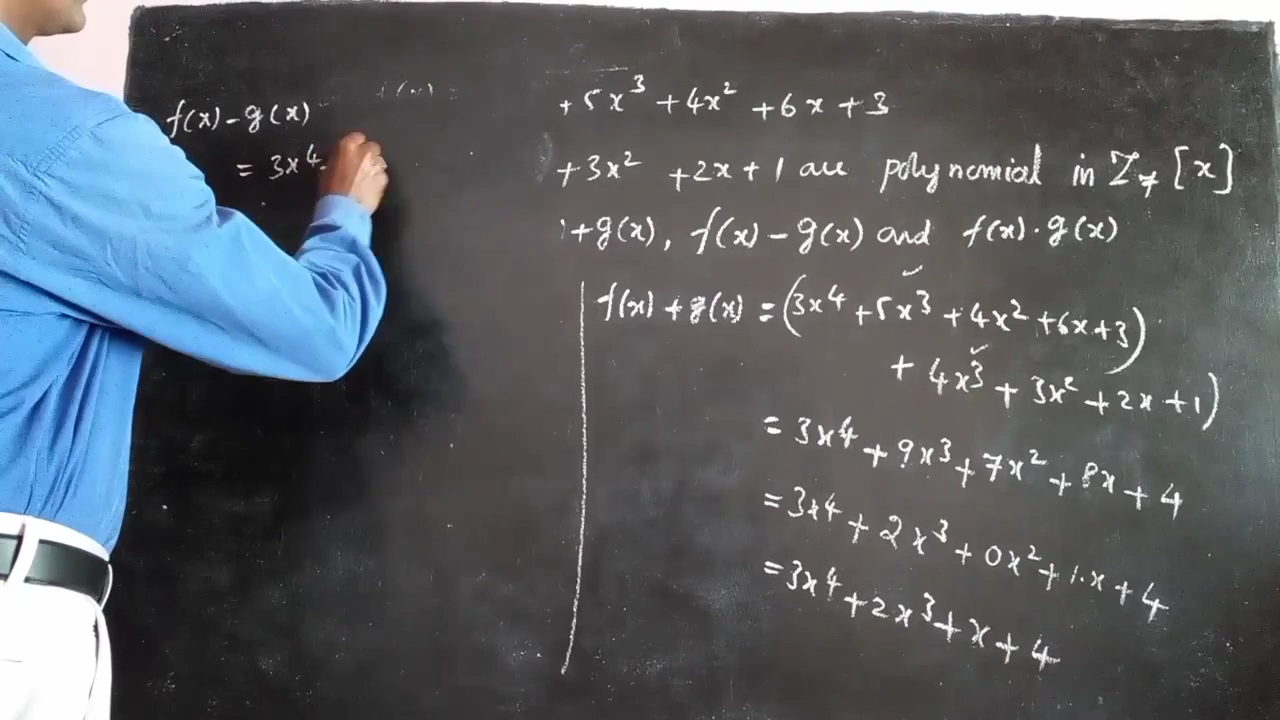 f(x) - g(x)
= 3x⁴
+ 5x³ + 4x² + 6x + 3
+ 3x² + 2x + 1 are polynomial in Z₇[x]
+ g(x), f(x) - g(x) and f(x) · g(x)
f(x) + g(x) = (3x⁴ + 5x³ + 4x² + 6x + 3)
+ 4x³ + 3x² + 2x + 1)
= 3x⁴ + 9x³ + 7x² + 8x + 4
= 3x⁴ + 2x³ + 0x² + 1·x + 4
= 3x⁴ + 2x³ + x + 4